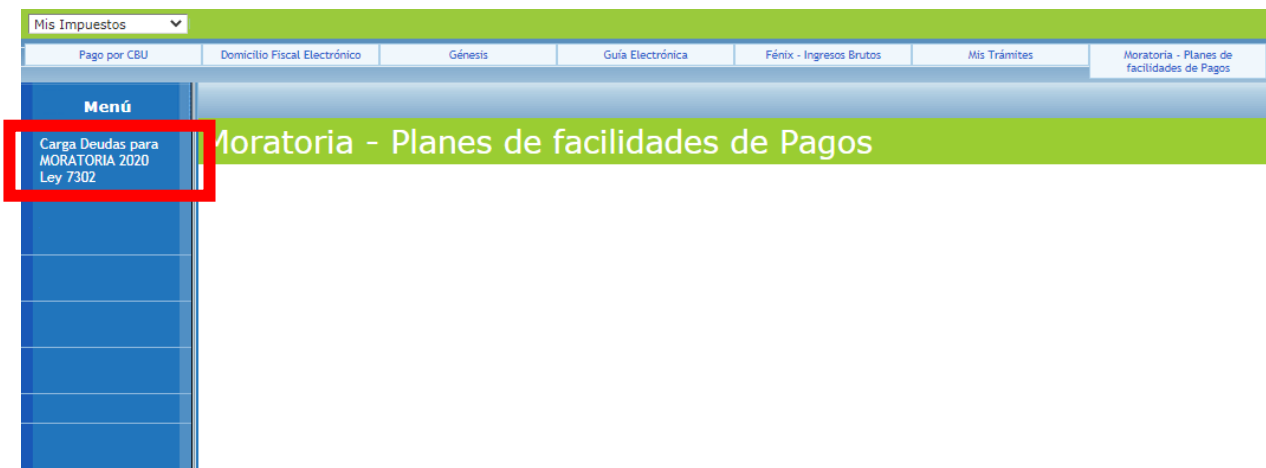 Mis Impuestos
Pago por CBU
Domicilio Fiscal Electrónico
Génesis
Guía Electrónica
Fénix - Ingresos Brutos
Mis Trámites
Moratoria - Planes de
facilidades de Pagos
Menú
Carga Deudas para
MORATORIA 2020
Ley 7302
Moratoria - Planes de facilidades de Pagos